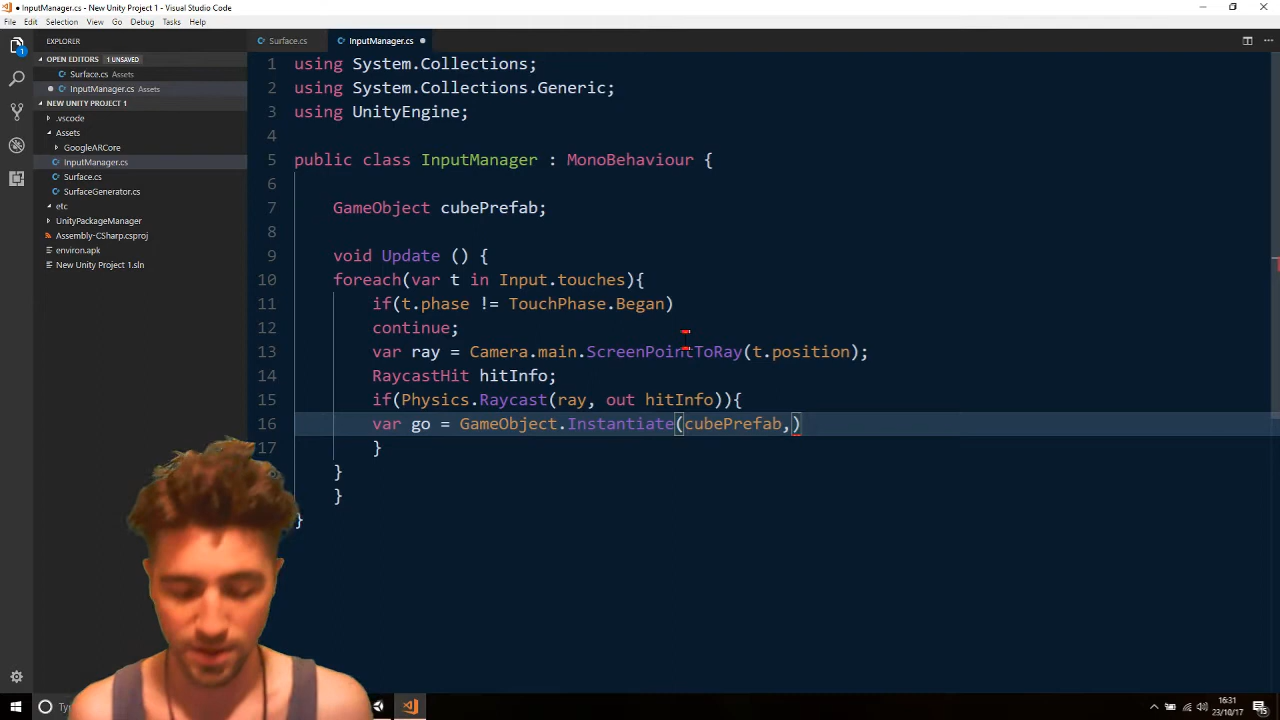 InputManager.cs - New Unity Project 1 - Visual Studio Code
File Edit Selection View Go Debug Tasks Help
EXPLORER
Surface.cs
InputManager.cs
OPEN EDITORS 1 UNSAVED
Surface.cs Assets
InputManager.cs Assets
NEW UNITY PROJECT 1
.vscode
Assets
GoogleARCore
InputManager.cs
Surface.cs
SurfaceGenerator.cs
etc
UnityPackageManager
Assembly-CSharp.csproj
environ.apk
New Unity Project 1.sln
1
1 using System.Collections;
2 using System.Collections.Generic;
3 using UnityEngine;
4
5 public class InputManager : MonoBehaviour {
6
7 GameObject cubePrefab;
8
9 void Update () {
10 foreach(var t in Input.touches){
11 if(t.phase != TouchPhase.Began)
12 continue;
13 var ray = Camera.main.ScreenPointToRay(t.position);
14 RaycastHit hitInfo;
15 if(Physics.Raycast(ray, out hitInfo)){
16 var go = GameObject.Instantiate(cubePrefab,)
17 }
}
}
}
16:31
23/10/17